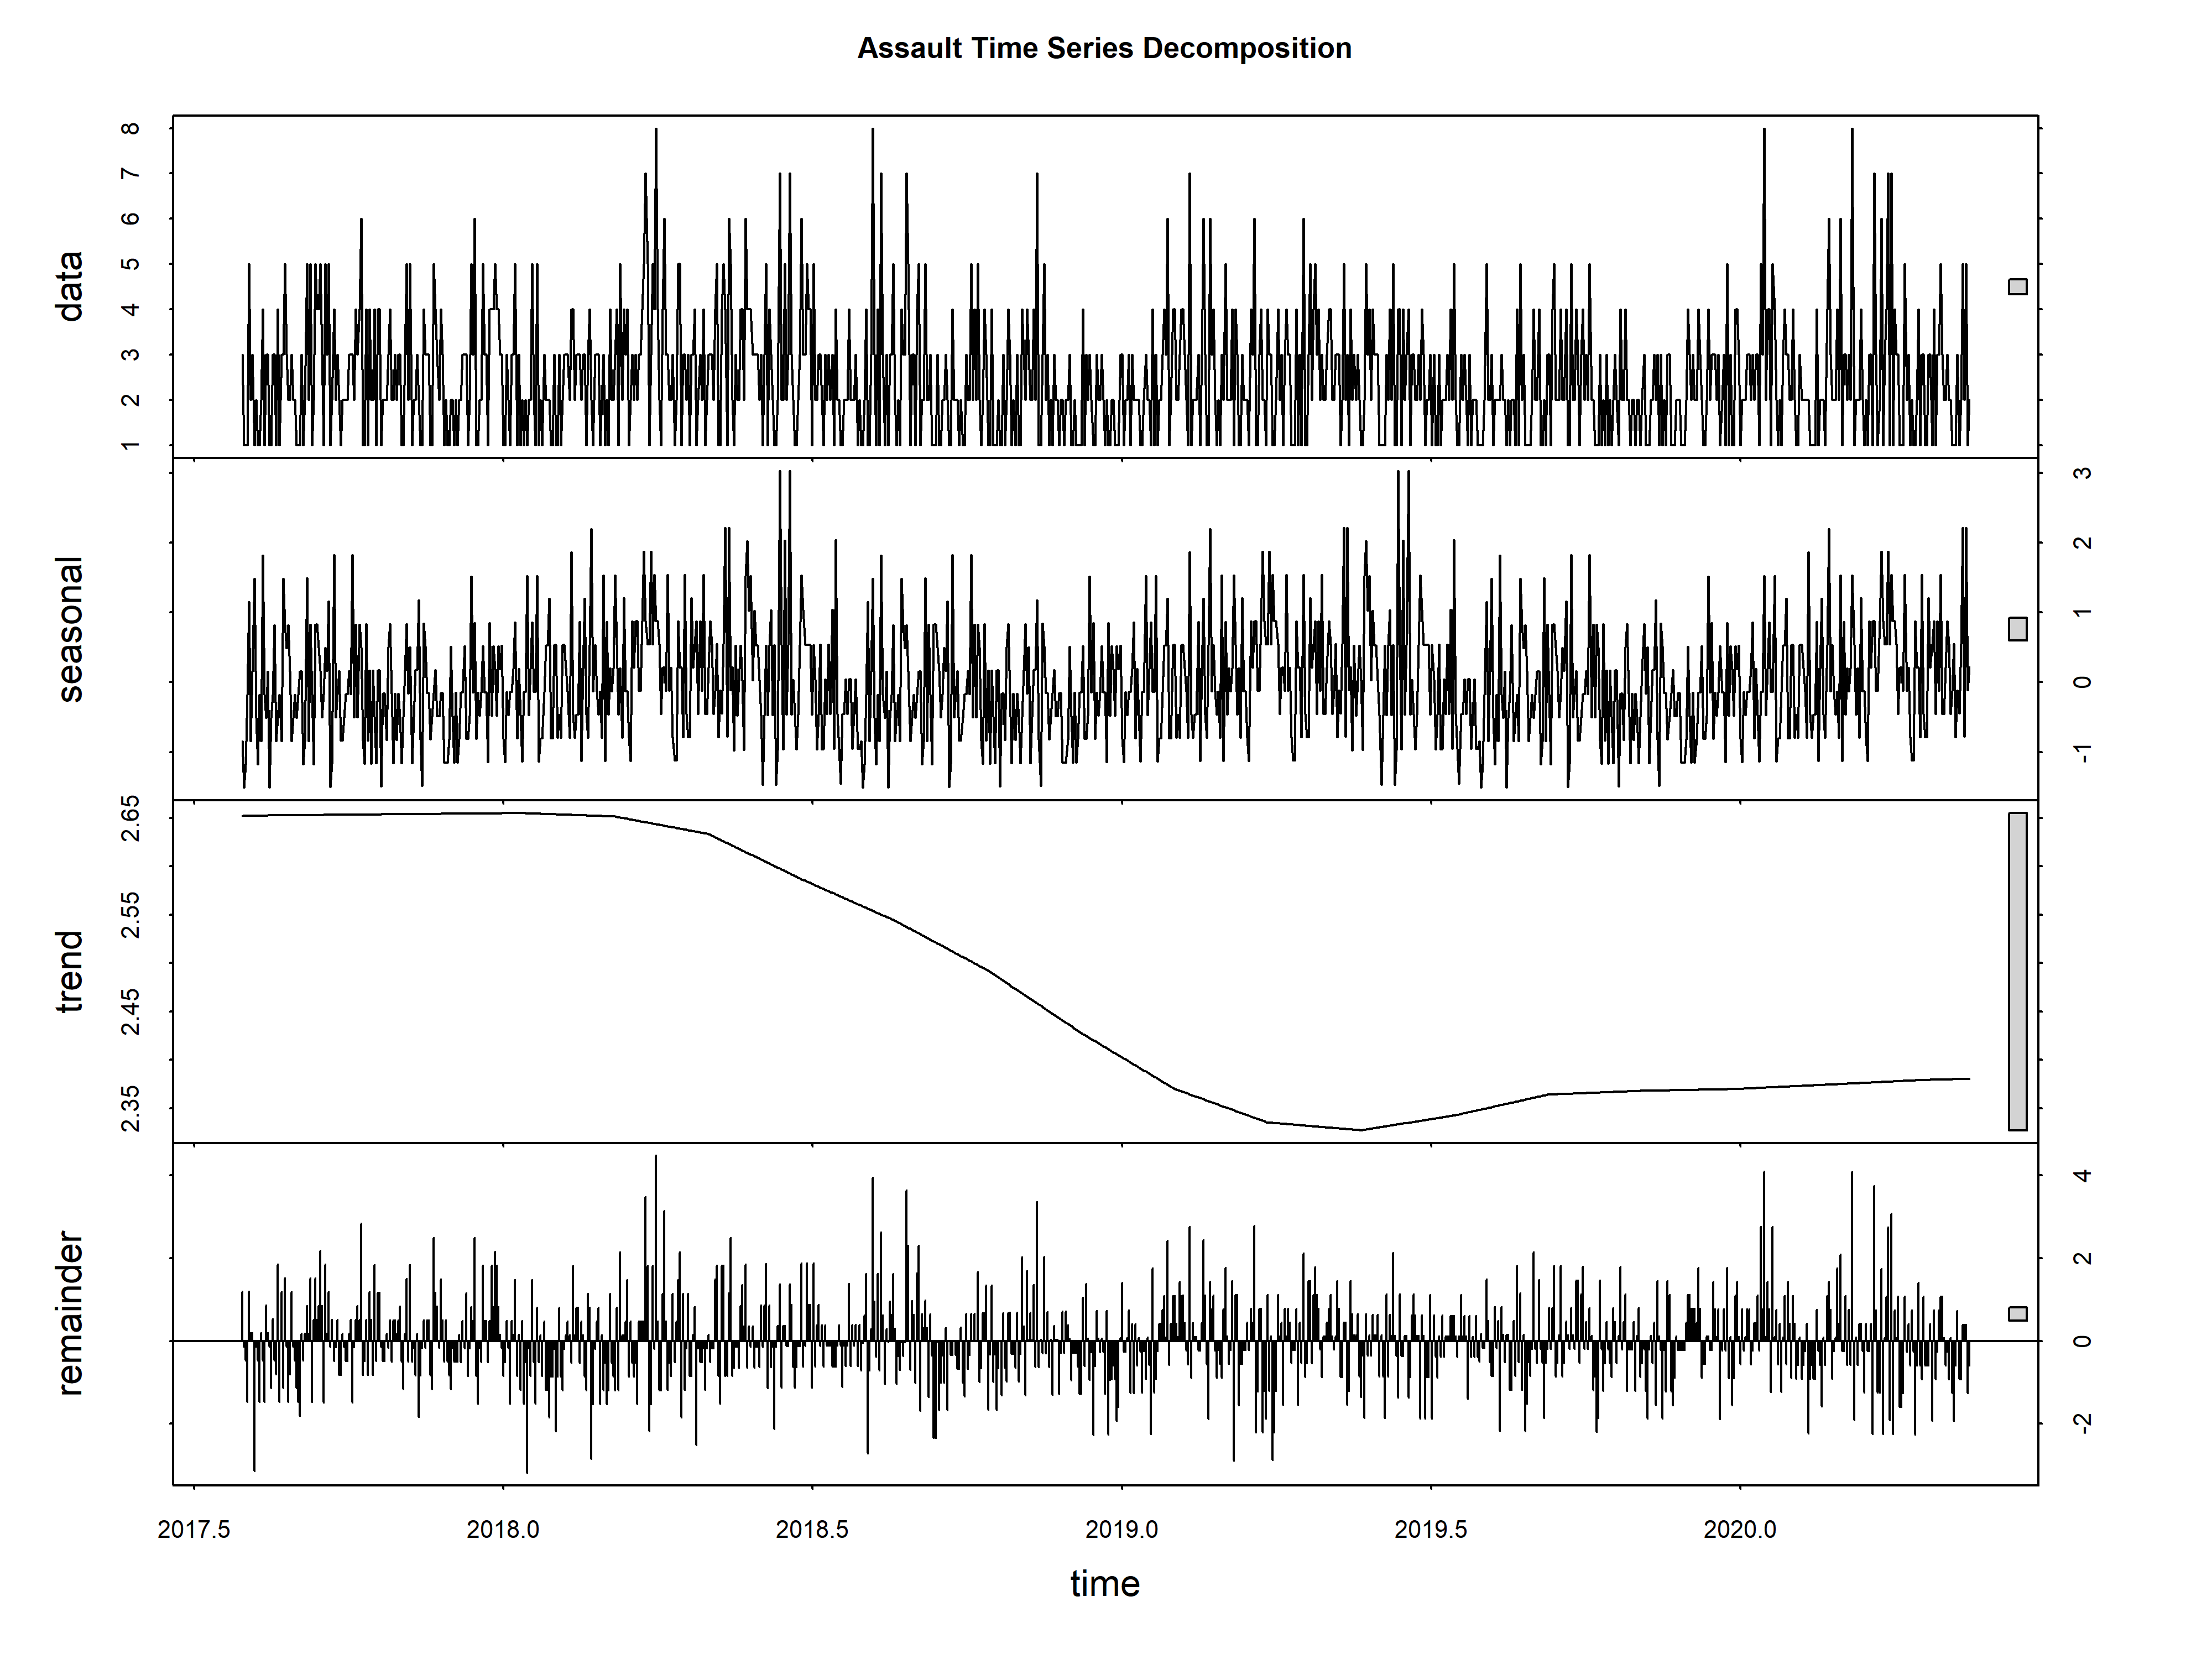 Assault Time Series Decomposition
data
1 2 3 4 5 6 7 8
seasonal
-1 0 1 2 3
trend
2.35 2.45 2.55 2.65
remainder
-2 0 2 4
2017.5 2018.0 2018.5 2019.0 2019.5 2020.0
time